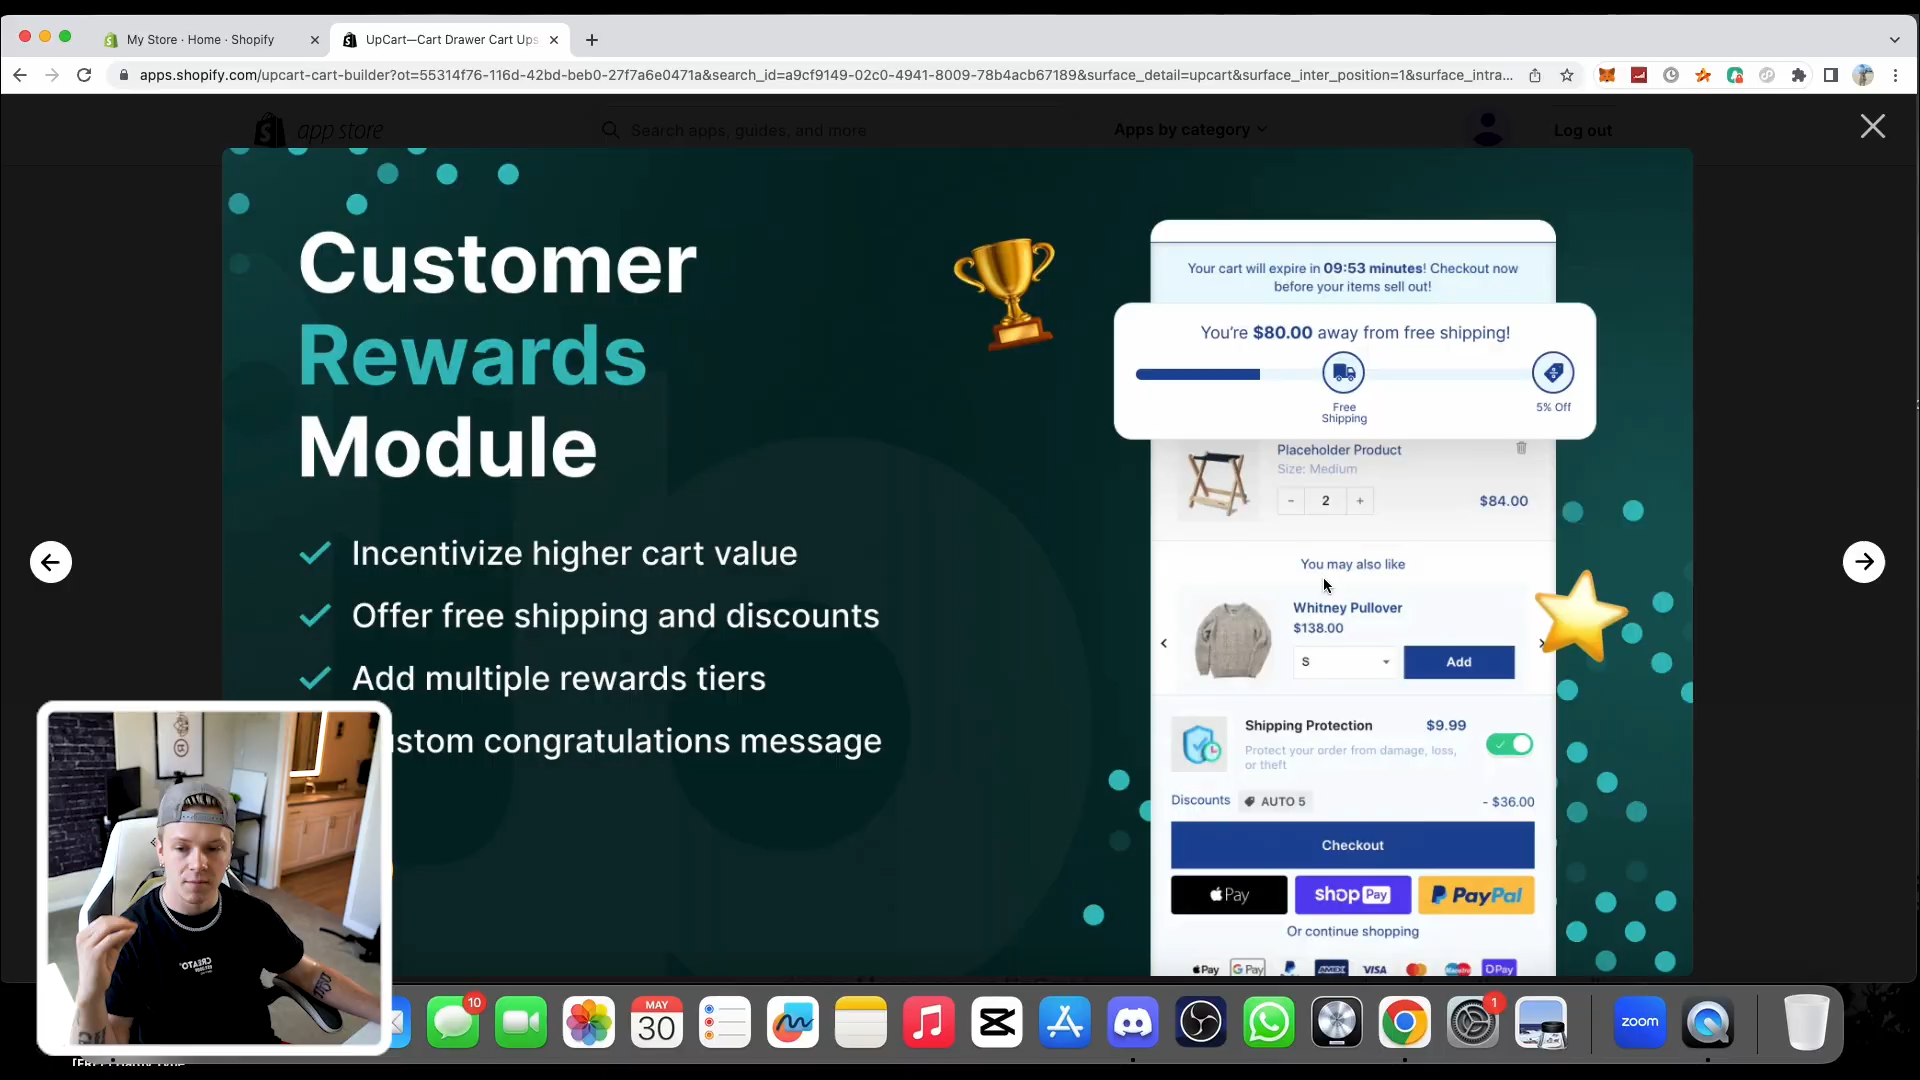 My Store · Home · Shopify
UpCart—Cart Drawer Cart Ups
apps.shopify.com/upcart-cart-builder?ot=55314f76-116d-42bd-beb0-27f7a6e0471a&search_id=a9cf9149-02c0-4941-8009-78b4acb67189&surface_detail=upcart&surface_inter_position=1&surface_intra...
app store
Search apps, guides, and more
Apps by category
Log out
Customer
Rewards
Module
Incentivize higher cart value
Offer free shipping and discounts
Add multiple rewards tiers
ustom congratulations message
Your cart will expire in 09:53 minutes! Checkout now
before your items sell out!
You're $80.00 away from free shipping!
Free
Shipping
5% Off
Placeholder Product
Size: Medium
- 2 +
$84.00
You may also like
Whitney Pullover
$138.00
S
Add
Shipping Protection
$9.99
Protect your order from damage, loss,
or theft
Discounts
AUTO 5
- $36.00
Checkout
Pay
shop Pay
PayPal
Or continue shopping
Pay
G Pay
AMEX
VISA
DPay
10
MAY
30
1
zoom